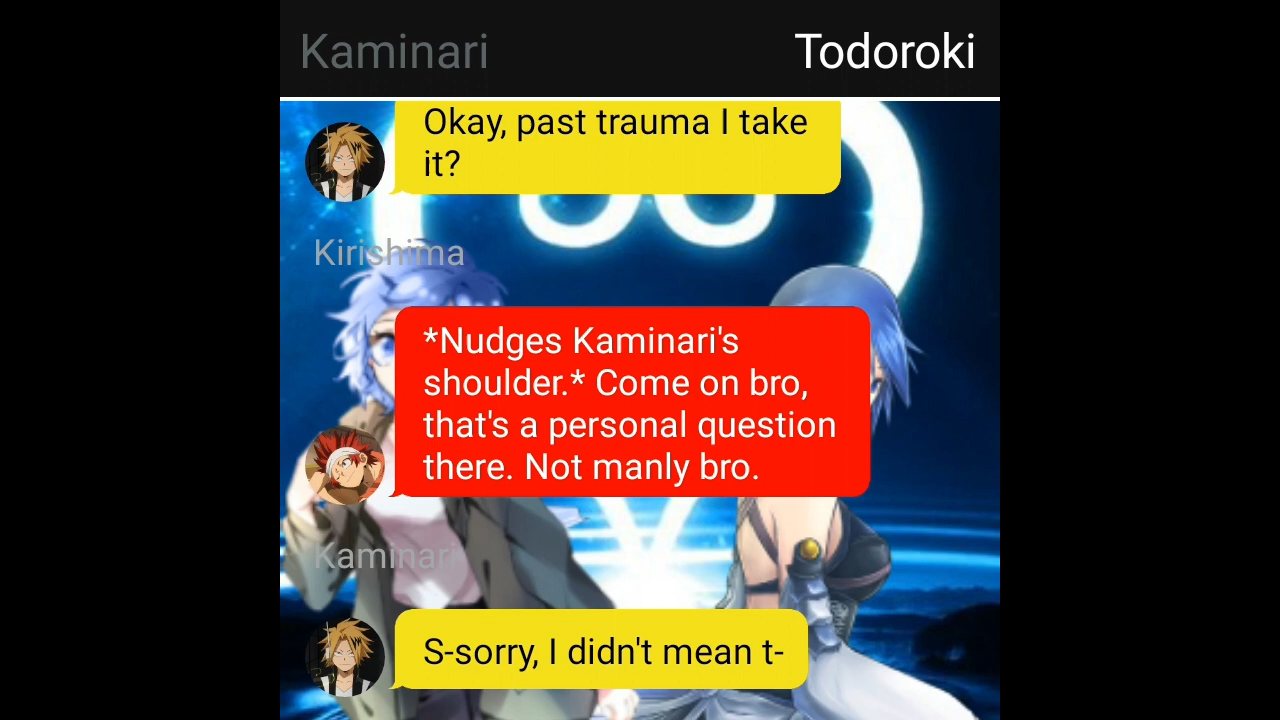 Kaminari
Todoroki
Okay, past trauma I take
it?
Kirishima
*Nudges Kaminari's
shoulder.* Come on bro,
that's a personal question
there. Not manly bro.
Kaminari
S-sorry, I didn't mean t-